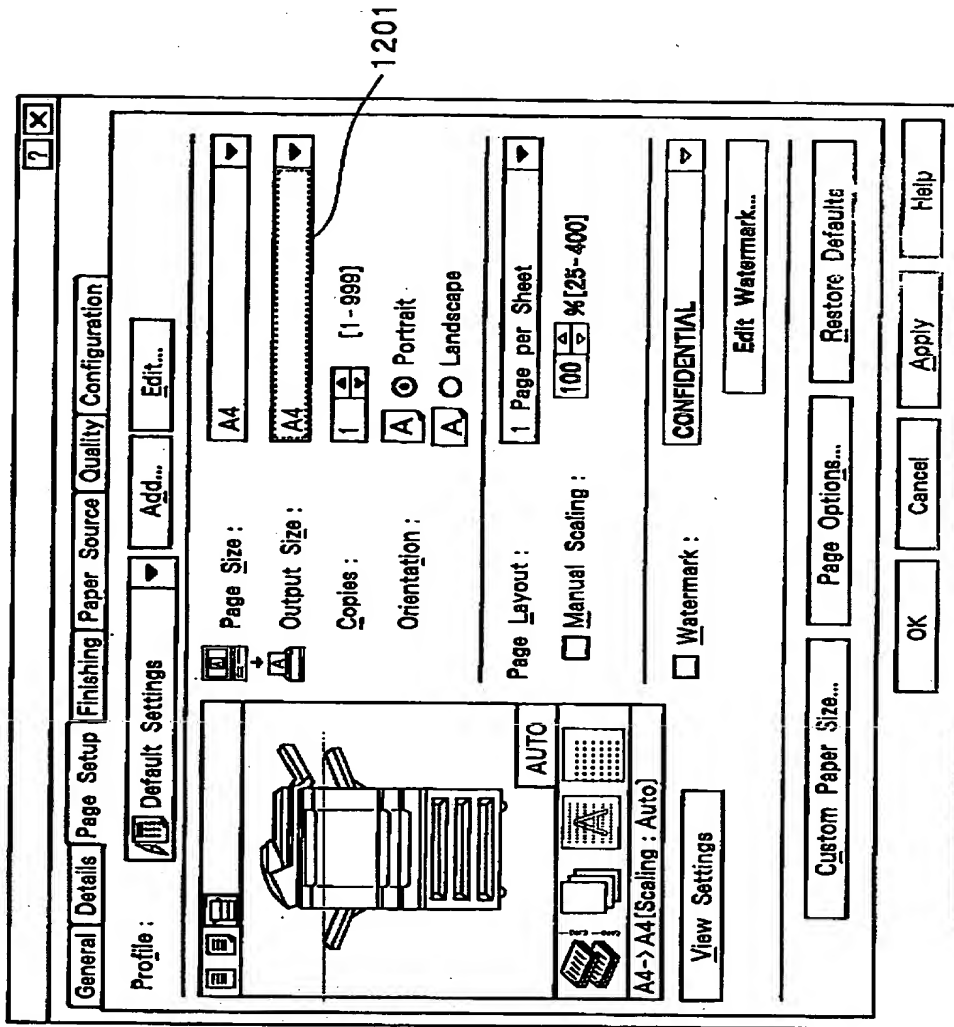 ? X
General Details Page Setup Finishing Paper Source Quality Configuration
Profile : Default Settings Add... Edit...
Page Size : A4
Output Size : A4
1201
Copies : 1 [1-999]
Orientation : A Portrait
A Landscape
AUTO
A
A4->A4[Scaling : Auto]
View Settings
Page Layout : 1 Page per Sheet
Manual Scaling : 100 %[25-400]
Watermark : CONFIDENTIAL
Edit Watermark...
Custom Paper Size... Page Options... Restore Defaults
OK Cancel Apply Help